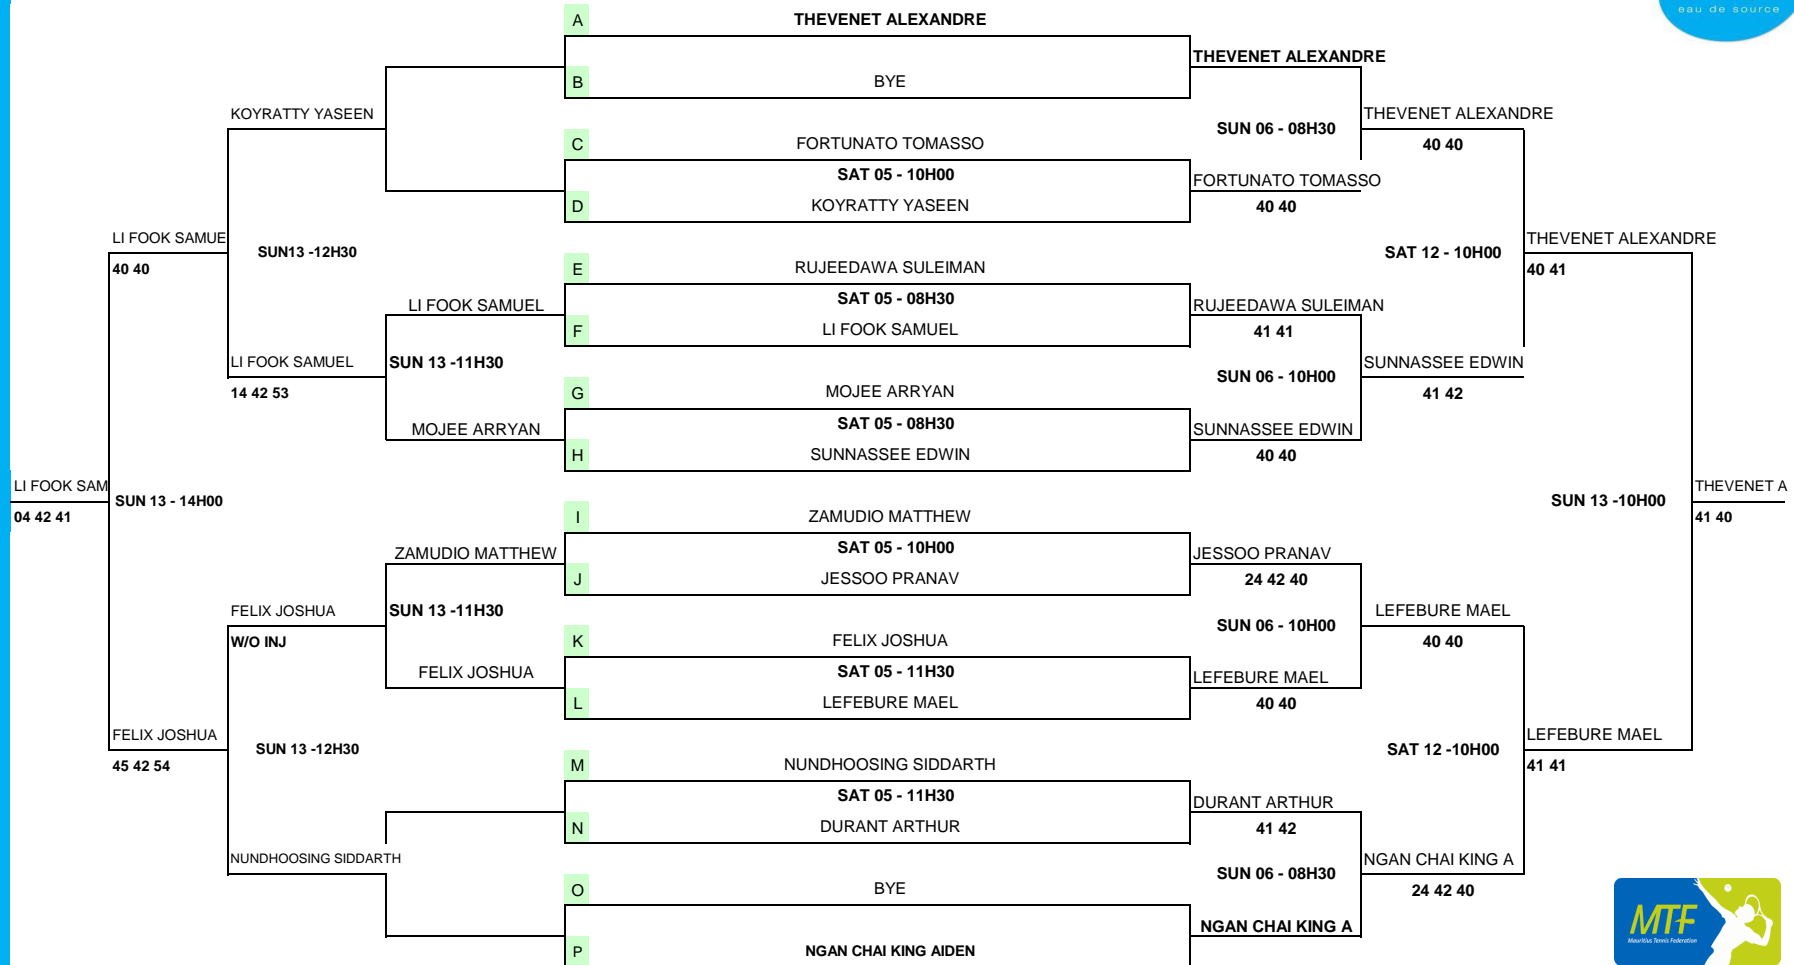 eau de source
A THEVENET ALEXANDRE
THEVENET ALEXANDRE
B BYE
KOYRATTY YASEEN
THEVENET ALEXANDRE
SUN 06 - 08H30
C FORTUNATO TOMASSO
40 40
SAT 05 - 10H00
FORTUNATO TOMASSO
D KOYRATTY YASEEN
40 40
LI FOOK SAMUE
SUN13 -12H30
SAT 12 - 10H00
THEVENET ALEXANDRE
40 40
E RUJEEDAWA SULEIMAN
40 41
LI FOOK SAMUEL
SAT 05 - 08H30
RUJEEDAWA SULEIMAN
F LI FOOK SAMUEL
41 41
LI FOOK SAMUEL
SUN 13 -11H30
SUN 06 - 10H00
SUNNASSEE EDWIN
14 42 53
G MOJEE ARRYAN
41 42
MOJEE ARRYAN
SAT 05 - 08H30
SUNNASSEE EDWIN
H SUNNASSEE EDWIN
40 40
LI FOOK SAM
SUN 13 - 14H00
SUN 13 -10H00
THEVENET A
04 42 41
I ZAMUDIO MATTHEW
41 40
ZAMUDIO MATTHEW
SAT 05 - 10H00
JESSOO PRANAV
J JESSOO PRANAV
24 42 40
FELIX JOSHUA
SUN 13 -11H30
SUN 06 - 10H00
LEFEBURE MAEL
W/O INJ
K FELIX JOSHUA
40 40
FELIX JOSHUA
SAT 05 - 11H30
LEFEBURE MAEL
L LEFEBURE MAEL
40 40
FELIX JOSHUA
SUN 13 -12H30
SAT 12 -10H00
LEFEBURE MAEL
45 42 54
M NUNDHOOSING SIDDARTH
41 41
SAT 05 - 11H30
DURANT ARTHUR
N DURANT ARTHUR
41 42
NUNDHOOSING SIDDARTH
SUN 06 - 08H30
NGAN CHAI KING A
O BYE
24 42 40
NGAN CHAI KING A
P NGAN CHAI KING AIDEN
MTF
Mauritius Tennis Federation